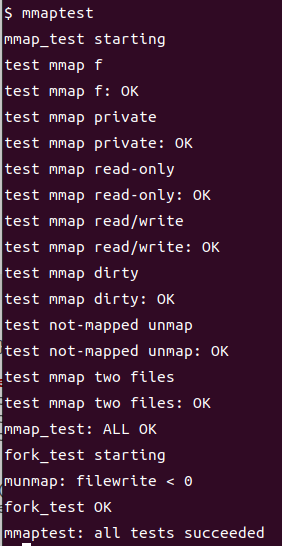 $ mmaptest
mmap_test starting
test mmap f
test mmap f: OK
test mmap private
test mmap private: OK
test mmap read-only
test mmap read-only: OK
test mmap read/write
test mmap read/write: OK
test mmap dirty
test mmap dirty: OK
test not-mapped unmap
test not-mapped unmap: OK
test mmap two files
test mmap two files: OK
mmap_test: ALL OK
fork_test starting
munmap: filewrite < 0
fork_test OK
mmaptest: all tests succeeded